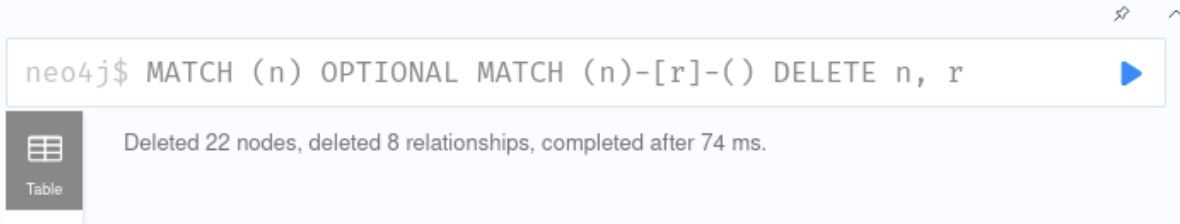 neo4j$ MATCH (n) OPTIONAL MATCH (n)-[r]-() DELETE n, r
Deleted 22 nodes, deleted 8 relationships, completed after 74 ms.
Table